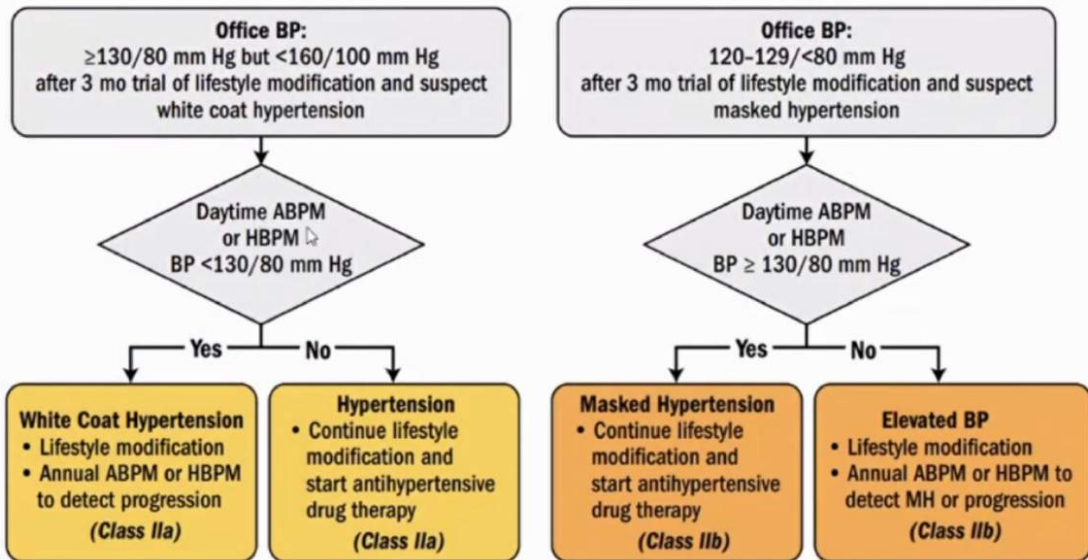 Office BP:
≥130/80 mm Hg but <160/100 mm Hg
after 3 mo trial of lifestyle modification and suspect
white coat hypertension
Daytime ABPM
or HBPM
BP <130/80 mm Hg
Yes
No
White Coat Hypertension
• Lifestyle modification
• Annual ABPM or HBPM
to detect progression
(Class IIa)
Hypertension
• Continue lifestyle
modification and
start antihypertensive
drug therapy
(Class IIa)
Office BP:
120–129/<80 mm Hg
after 3 mo trial of lifestyle modification and suspect
masked hypertension
Daytime ABPM
or HBPM
BP ≥ 130/80 mm Hg
Yes
No
Masked Hypertension
• Continue lifestyle
modification and
start antihypertensive
drug therapy
(Class IIb)
Elevated BP
• Lifestyle modification
• Annual ABPM or HBPM to
detect MH or progression
(Class IIb)